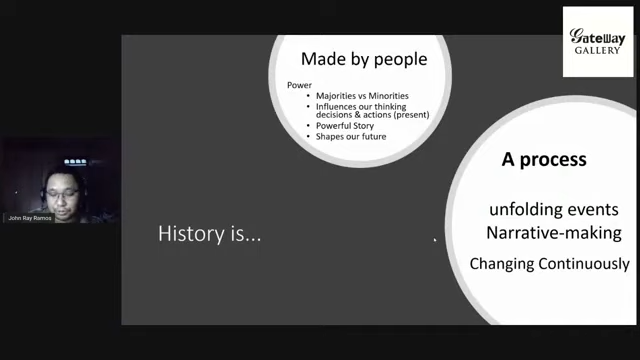 Gateway
GALLERY
Made by people
Power
• Majorities vs Minorities
• Influences our thinking
decisions & actions (present)
• Powerful Story
• Shapes our future
A process
unfolding events
Narrative-making
Changing Continuously
History is...
John Ray Ramos